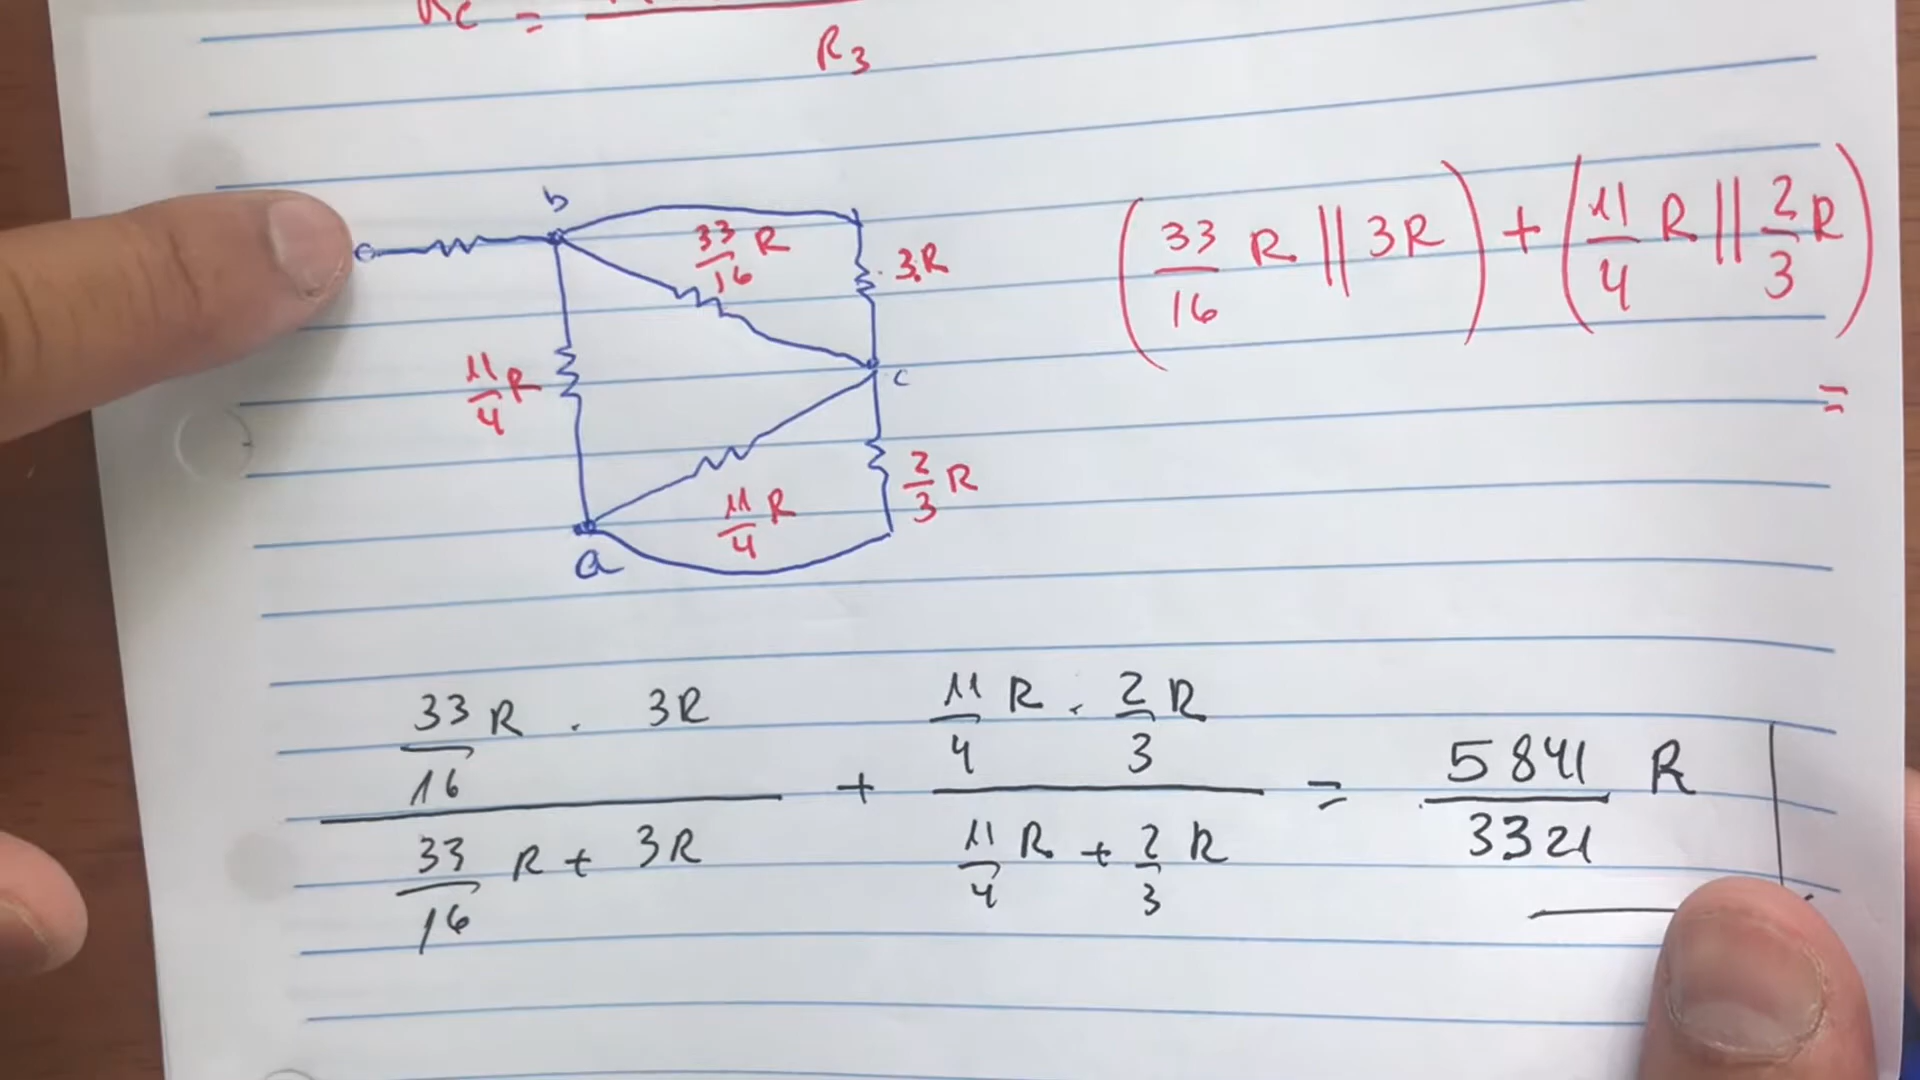 Rc =
R3
b
33/16 R
3R
(33/16 R || 3R) + (11/4 R || 2/3 R)
=
11/4 R
c
2/3 R
11/4 R
a
33/16 R . 3R
11/4 R . 2/3 R
+
= 5841/3321 R
33/16 R + 3R
11/4 R + 2/3 R